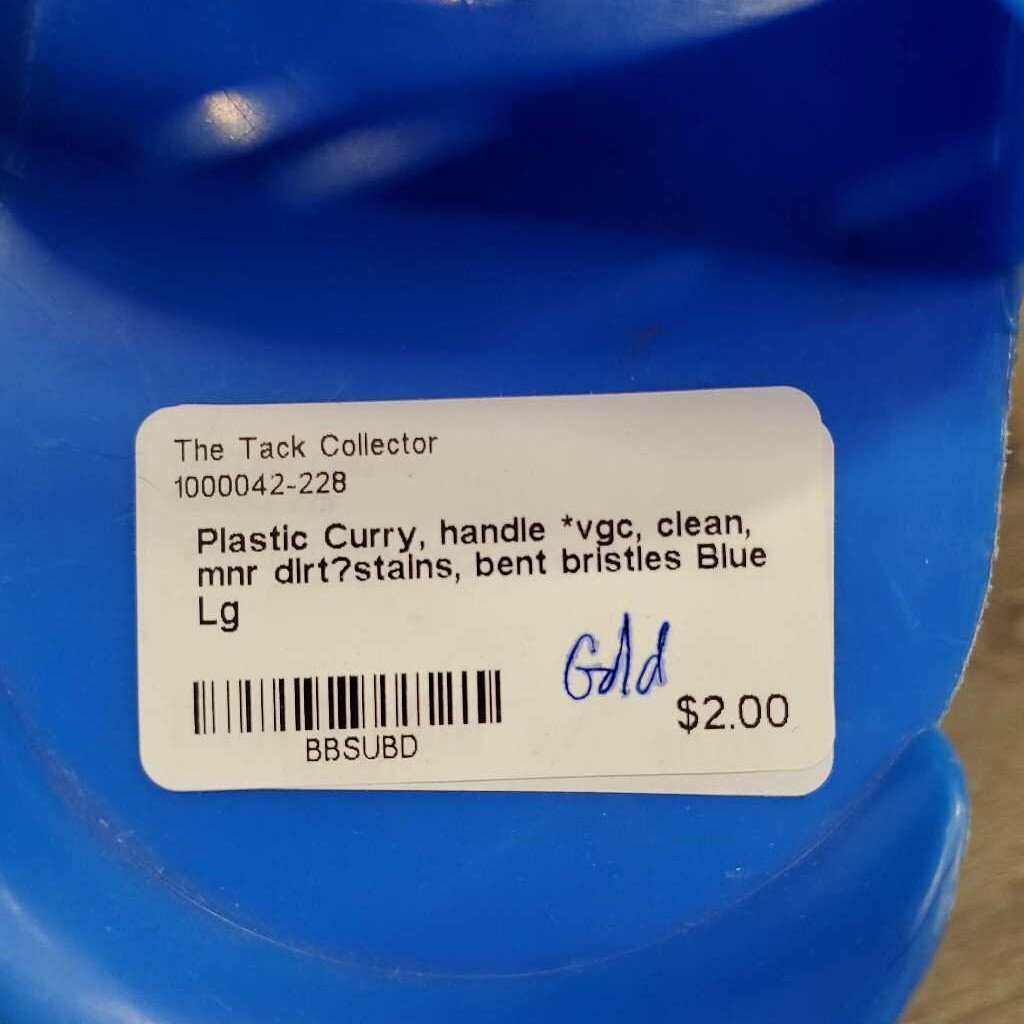 The Tack Collector
1000042-228
Plastic Curry, handle *vgc, clean,
mnr dirt?stains, bent bristles Blue
Lg
Gold
$2.00
BBSUBD